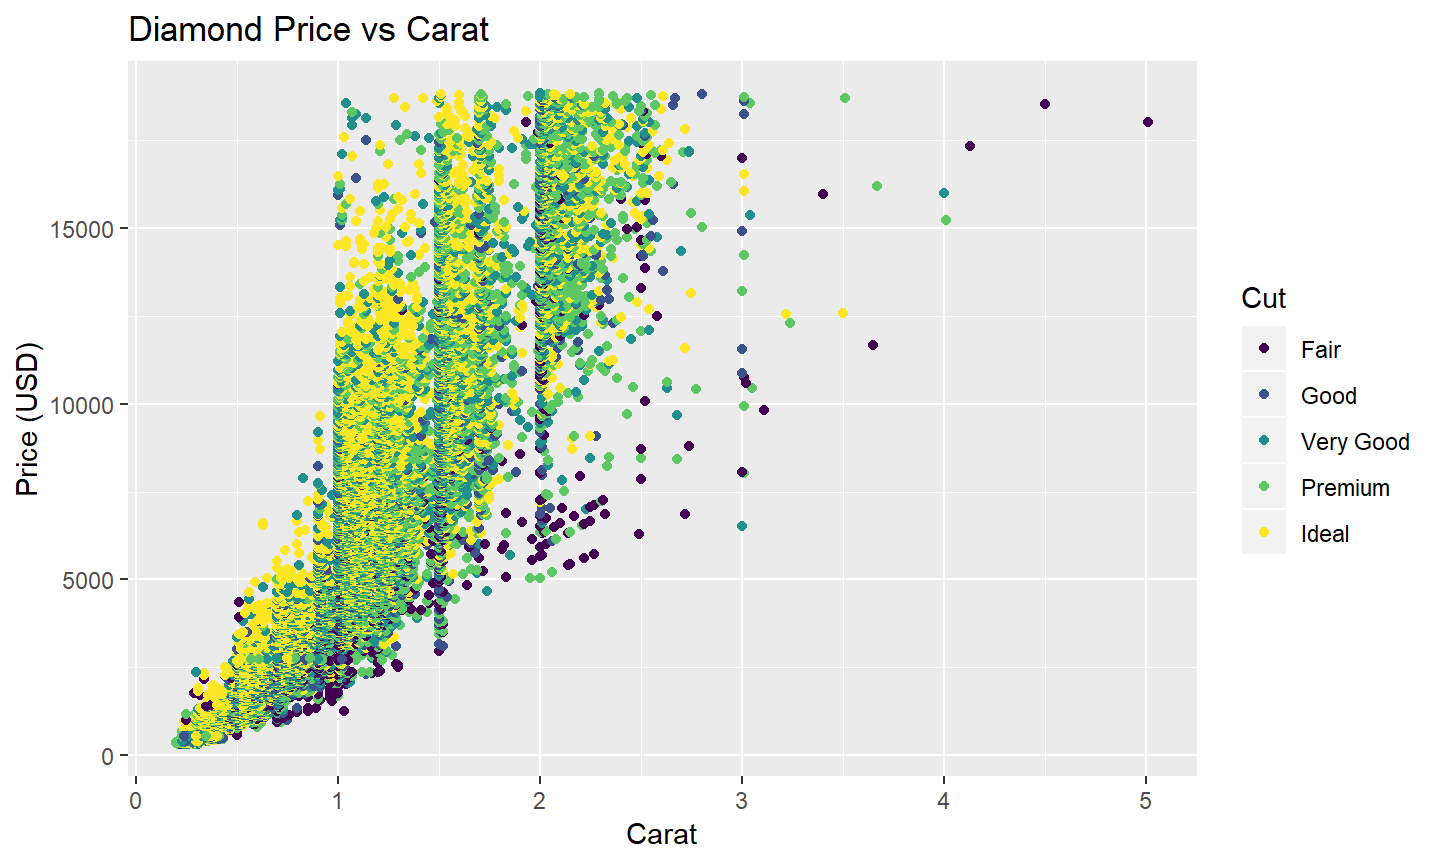 Diamond Price vs Carat
Price (USD)
15000
10000
5000
0
0 1 2 3 4 5
Carat
Cut
Fair
Good
Very Good
Premium
Ideal